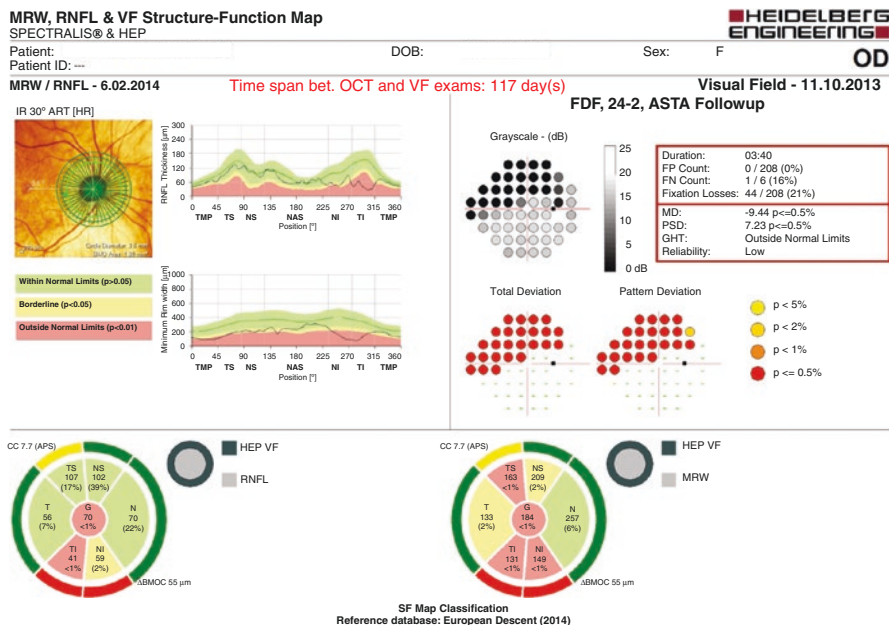 MRW, RNFL & VF Structure-Function Map
SPECTRALIS® & HEP
HEIDELBERG
ENGINEERING
Patient: DOB: Sex: F
Patient ID: ---
OD
MRW / RNFL - 6.02.2014
Time span bet. OCT and VF exams: 117 day(s)
Visual Field - 11.10.2013
FDF, 24-2, ASTA Followup
IR 30° ART [HR]
RNFL Thickness [µm]
300
240
180
120
60
0
0 45 90 135 180 225 270 315 360
TMP TS NS NAS NI TI TMP
Position [°]
Within Normal Limits (p>0.05)
Borderline (p<0.05)
Outside Normal Limits (p<0.01)
Minimum Rim width [µm]
1000
800
600
400
200
0
0 45 90 135 180 225 270 315 360
TMP TS NS NAS NI TI TMP
Position [°]
Grayscale - (dB)
25
20
15
10
5
0 dB
Duration: 03:40
FP Count: 0 / 208 (0%)
FN Count: 1 / 6 (16%)
Fixation Losses: 44 / 208 (21%)
MD: -9.44 p<=0.5%
PSD: 7.23 p<=0.5%
GHT: Outside Normal Limits
Reliability: Low
Total Deviation
Pattern Deviation
p < 5%
p < 2%
p < 1%
p <= 0.5%
CC 7.7 (APS)
HEP VF
RNFL
TS
107
(17%)
NS
102
(39%)
T
56
(7%)
G
70
<1%
N
70
(22%)
TI
41
<1%
NI
59
(2%)
ΔBMOC 55 µm
CC 7.7 (APS)
HEP VF
MRW
TS
163
<1%
NS
209
(2%)
T
133
(2%)
G
184
<1%
N
257
(6%)
TI
131
<1%
NI
149
<1%
ΔBMOC 55 µm
SF Map Classification
Reference database: European Descent (2014)